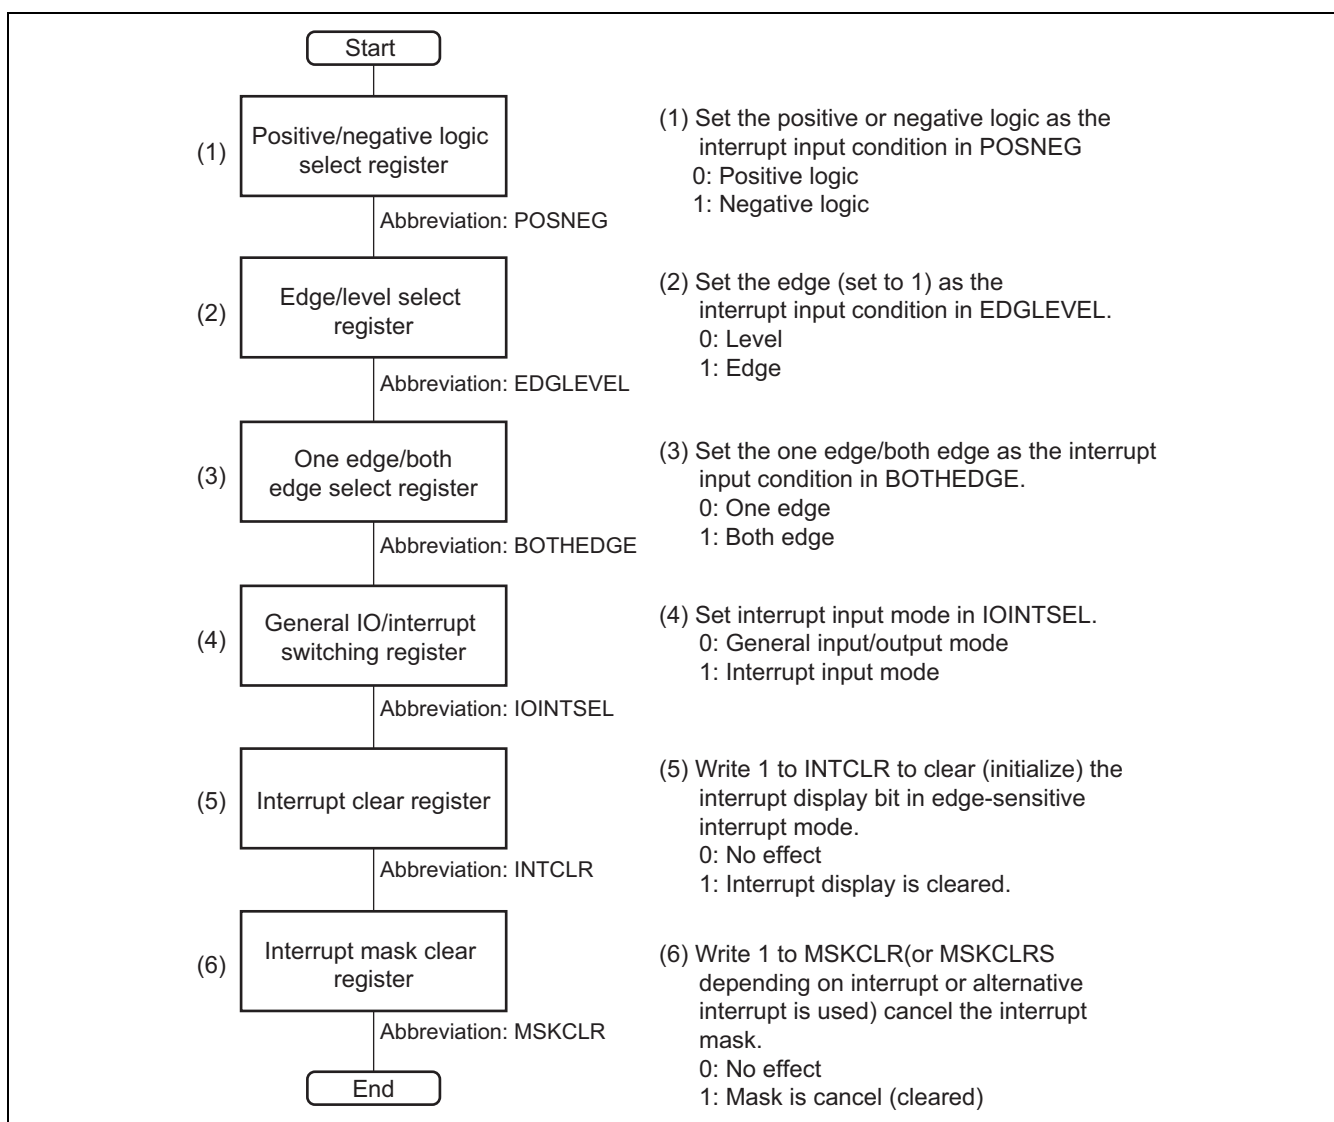 Start
(1)
Positive/negative logic
select register
Abbreviation: POSNEG
(1) Set the positive or negative logic as the
interrupt input condition in POSNEG
0: Positive logic
1: Negative logic
(2)
Edge/level select
register
Abbreviation: EDGLEVEL
(2) Set the edge (set to 1) as the
interrupt input condition in EDGLEVEL.
0: Level
1: Edge
(3)
One edge/both
edge select register
Abbreviation: BOTHEDGE
(3) Set the one edge/both edge as the interrupt
input condition in BOTHEDGE.
0: One edge
1: Both edge
(4)
General IO/interrupt
switching register
Abbreviation: IOINTSEL
(4) Set interrupt input mode in IOINTSEL.
0: General input/output mode
1: Interrupt input mode
(5)
Interrupt clear register
Abbreviation: INTCLR
(5) Write 1 to INTCLR to clear (initialize) the
interrupt display bit in edge-sensitive
interrupt mode.
0: No effect
1: Interrupt display is cleared.
(6)
Interrupt mask clear
register
Abbreviation: MSKCLR
(6) Write 1 to MSKCLR(or MSKCLRS
depending on interrupt or alternative
interrupt is used) cancel the interrupt
mask.
0: No effect
1: Mask is cancel (cleared)
End